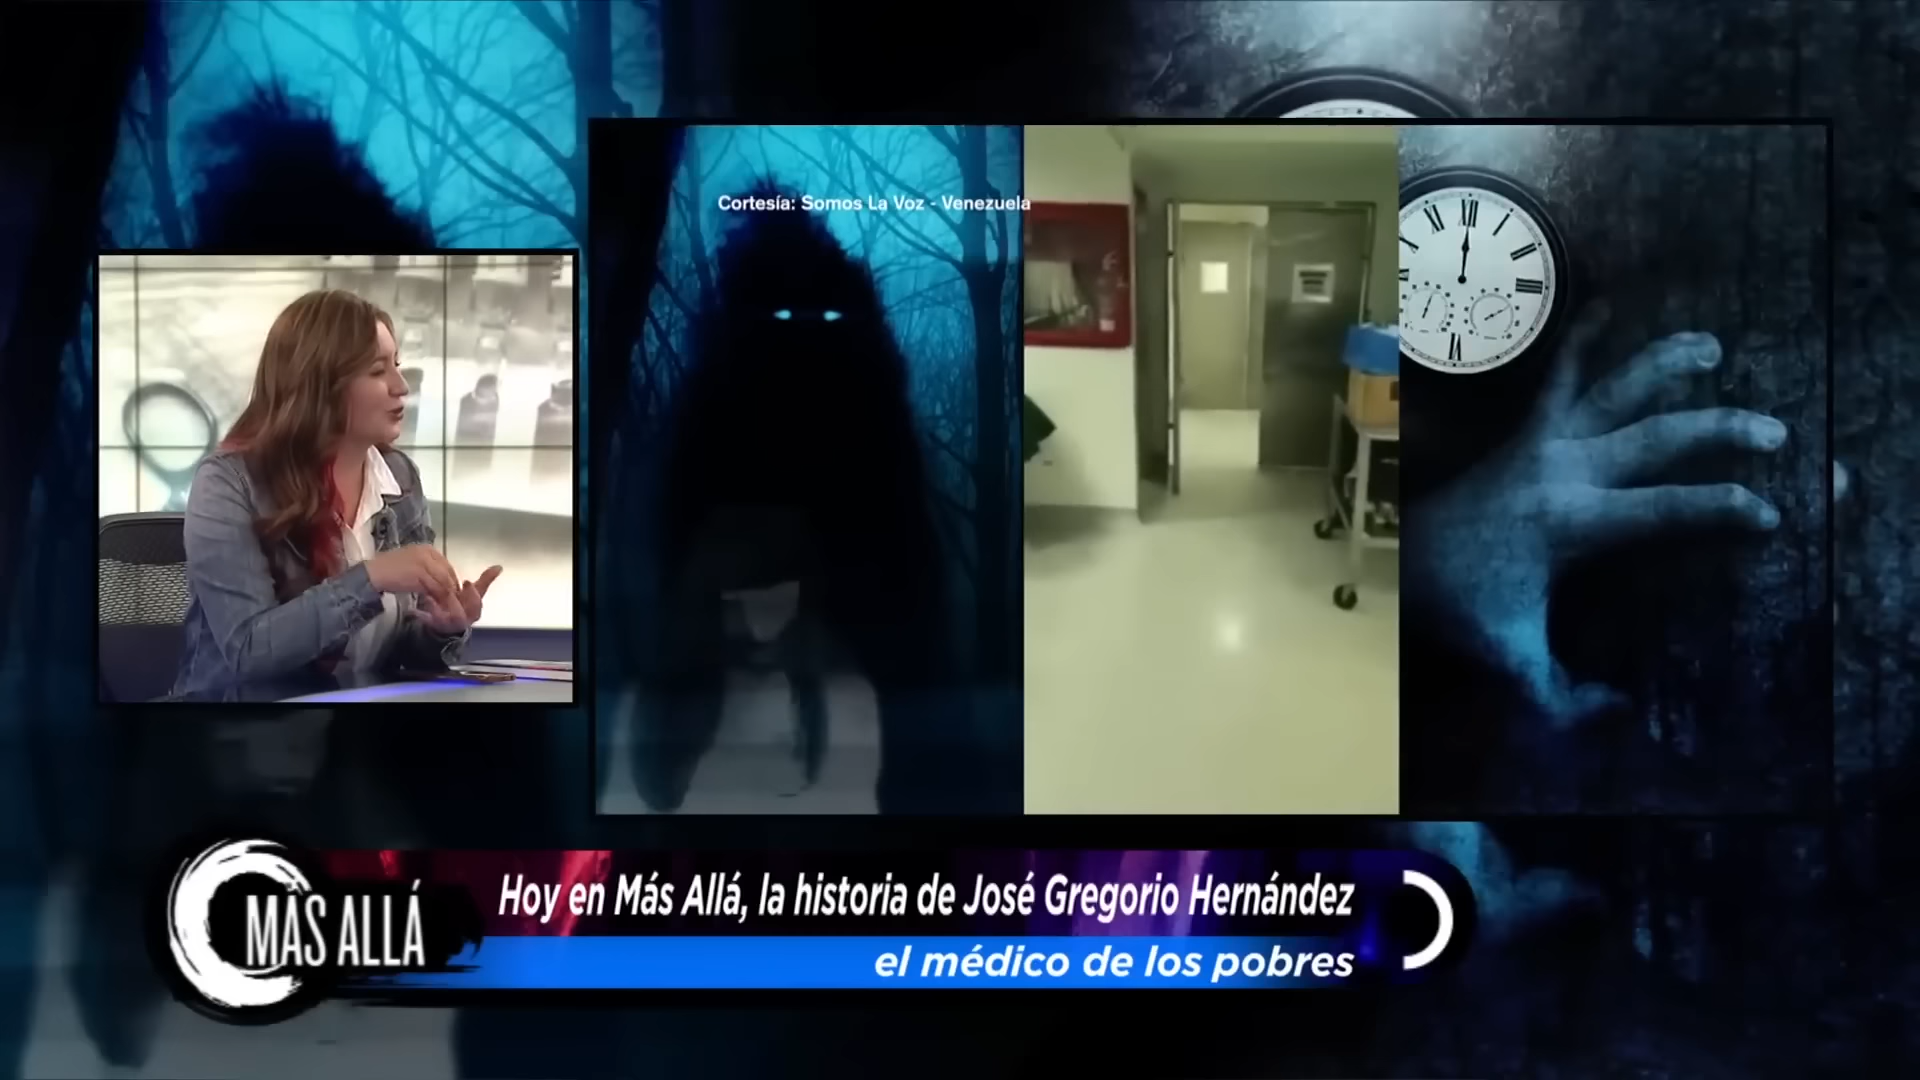 Cortesía: Somos La Voz - Venezuela
MÁS ALLÁ
Hoy en Más Allá, la historia de José Gregorio Hernández
el médico de los pobres